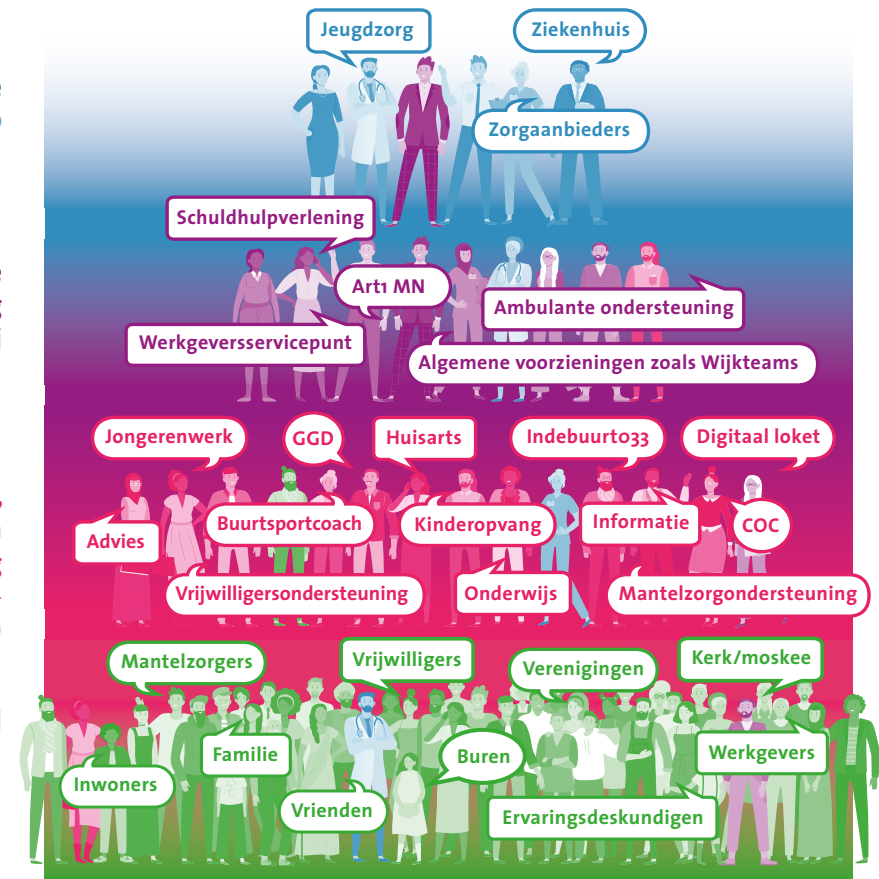 Jeugdzorg
Ziekenhuis
Zorgaanbieders
Schuldhulpverlening
Art1 MN
Ambulante ondersteuning
Werkgeversservicepunt
Algemene voorzieningen zoals Wijkteams
Jongerenwerk
GGD
Huisarts
Indebuurt033
Digitaal loket
Advies
Buurtsportcoach
Kinderopvang
Informatie
COC
Vrijwilligersondersteuning
Onderwijs
Mantelzorgondersteuning
Mantelzorgers
Vrijwilligers
Verenigingen
Kerk/moskee
Familie
Buren
Werkgevers
Inwoners
Vrienden
Ervaringsdeskundigen